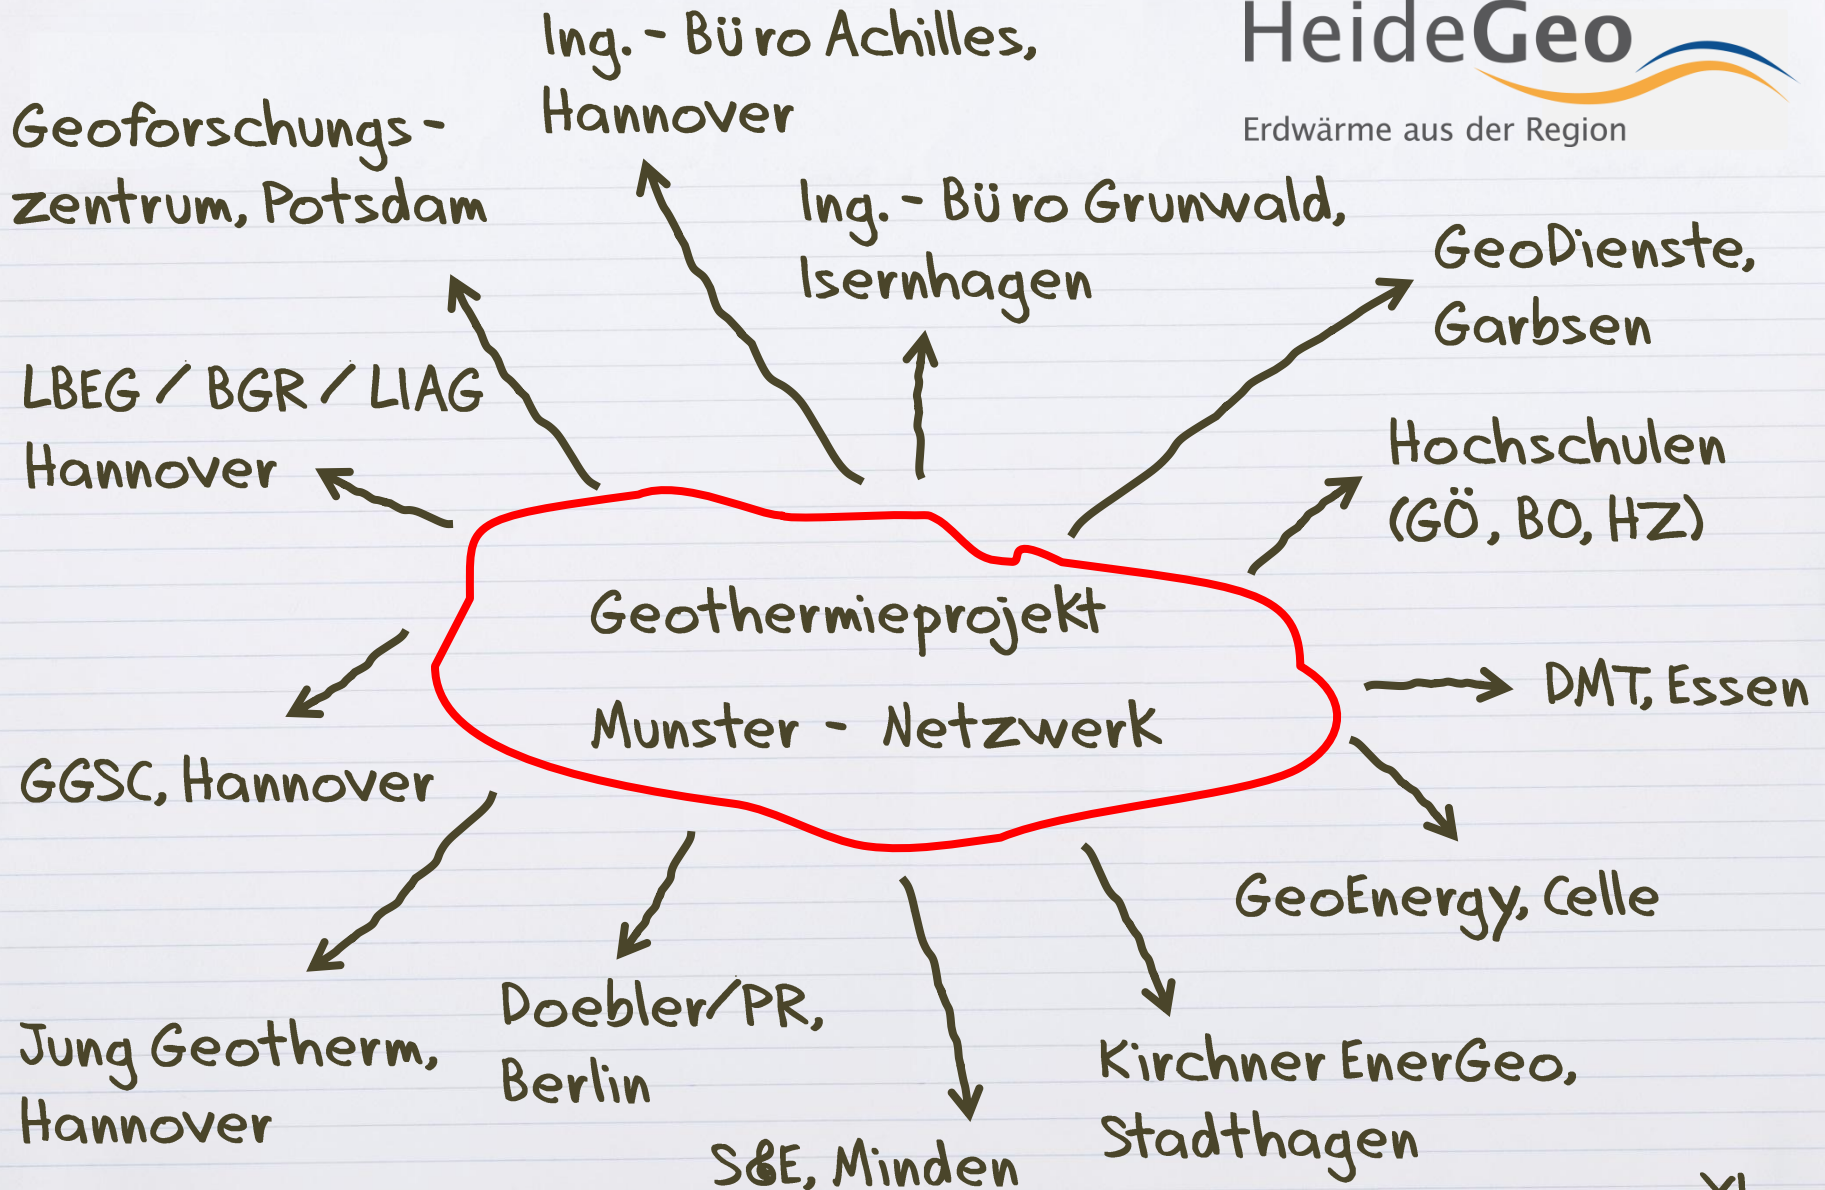 Ing.- Büro Achilles,
Hannover
HeideGeo
Erdwärme aus der Region
Geoforschungs-
zentrum, Potsdam
Ing.- Büro Grunwald,
Isernhagen
GeoDienste,
Garbsen
LBEG / BGR / LIAG
Hannover
Hochschulen
(GÖ, BO, HZ)
Geothermieprojekt
Munster - Netzwerk
DMT, Essen
GGSC, Hannover
GeoEnergy, Celle
Jung Geotherm,
Hannover
Doebler/PR,
Berlin
Kirchner EnerGeo,
Stadthagen
S&E, Minden